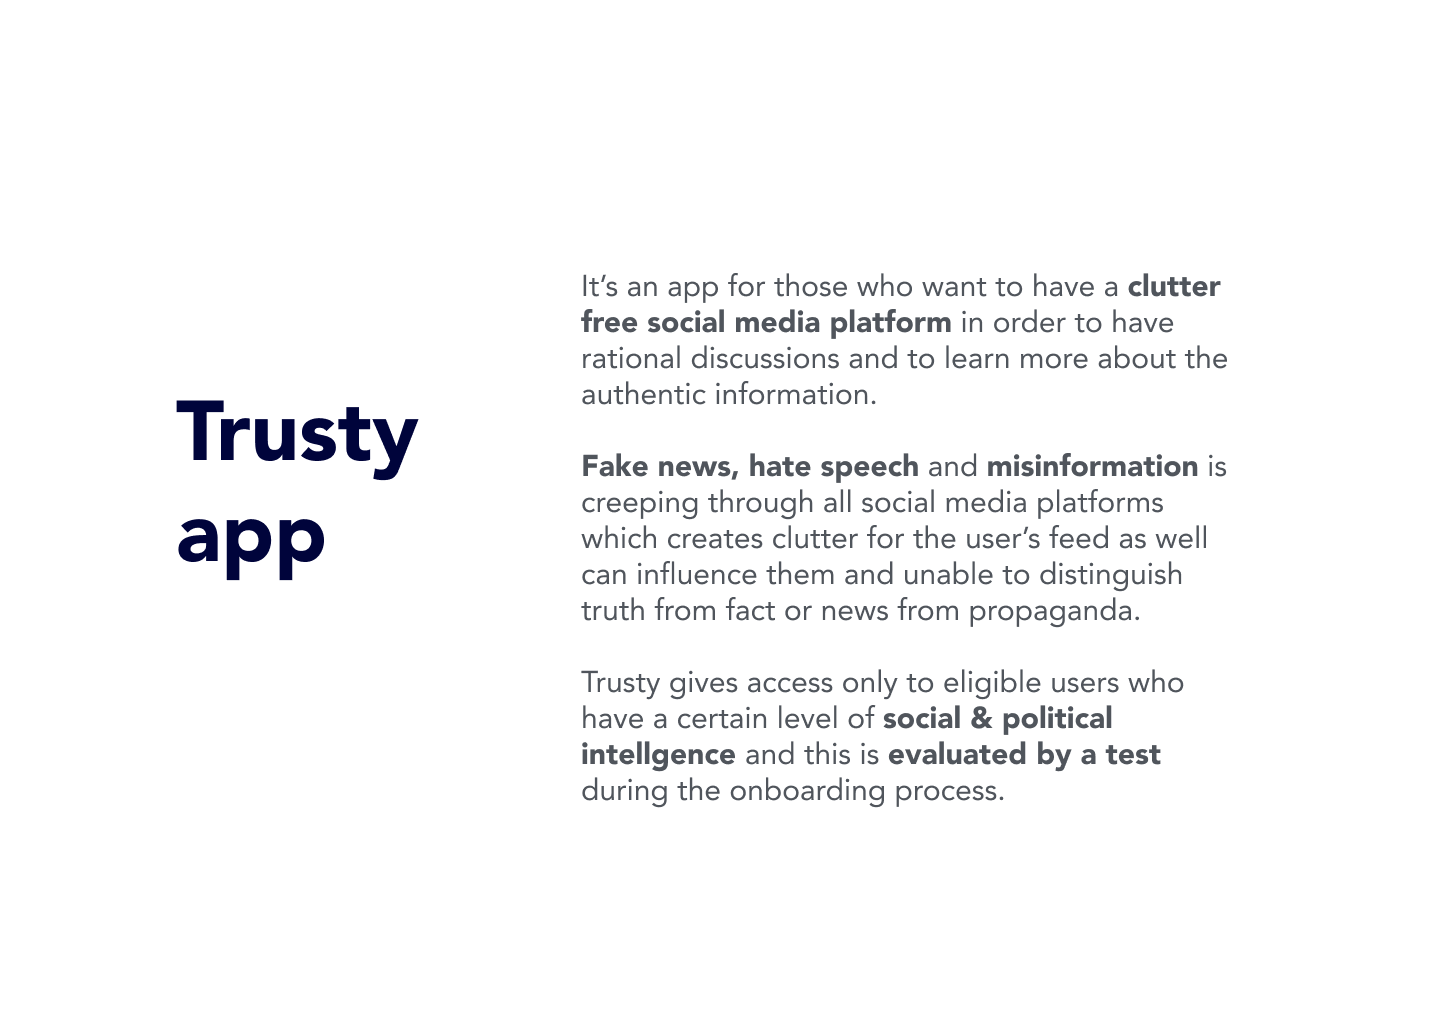 Trusty
app
It’s an app for those who want to have a clutter
free social media platform in order to have
rational discussions and to learn more about the
authentic information.
Fake news, hate speech and misinformation is
creeping through all social media platforms
which creates clutter for the user’s feed as well
can influence them and unable to distinguish
truth from fact or news from propaganda.
Trusty gives access only to eligible users who
have a certain level of social & political
intellgence and this is evaluated by a test
during the onboarding process.